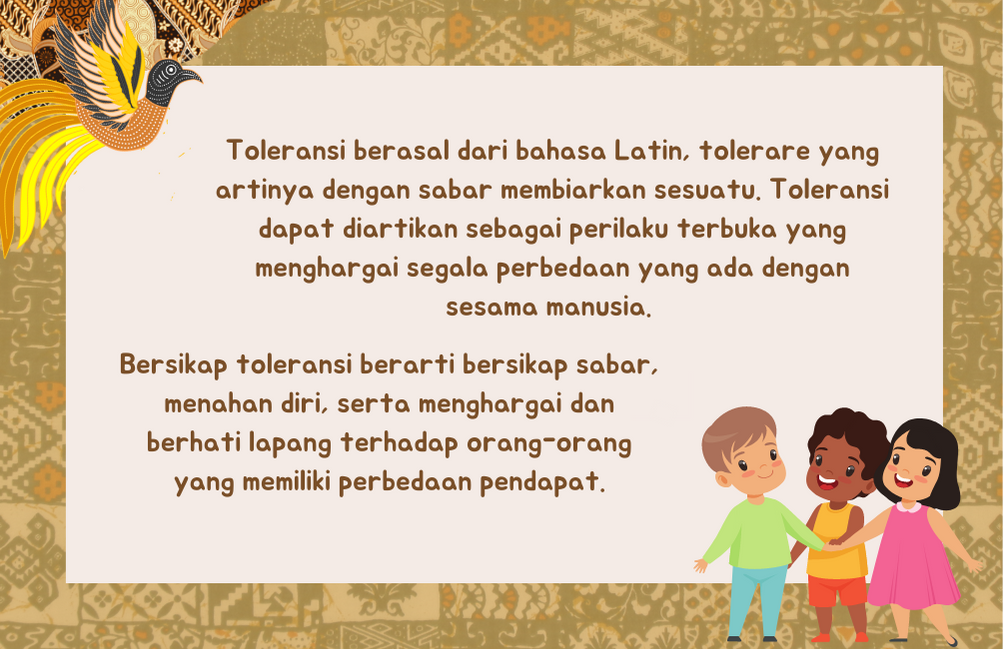 Toleransi berasal dari bahasa Latin, tolerare yang
artinya dengan sabar membiarkan sesuatu. Toleransi
dapat diartikan sebagai perilaku terbuka yang
menghargai segala perbedaan yang ada dengan
sesama manusia.
Bersikap toleransi berarti bersikap sabar,
menahan diri, serta menghargai dan
berhati lapang terhadap orang-orang
yang memiliki perbedaan pendapat.